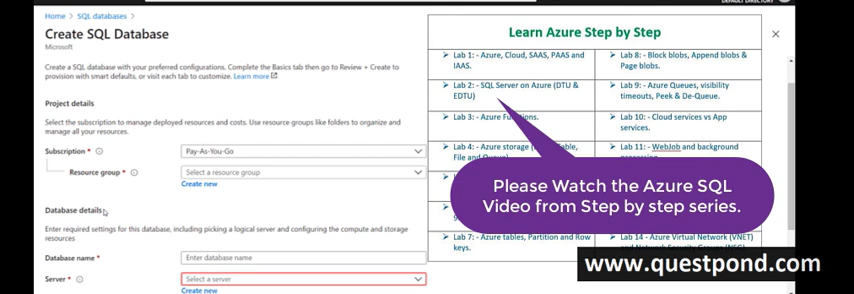 DEFAULT DIRECTORY
Home > SQL databases >
Create SQL Database
Microsoft
Create a SQL database with your preferred configurations. Complete the Basics tab then go to Review + Create to
provision with smart defaults, or visit each tab to customize. Learn more
Project details
Select the subscription to manage deployed resources and costs. Use resource groups like folders to organize and
manage all your resources.
Subscription *
Pay-As-You-Go
Resource group *
Select a resource group
Create new
Database details
Enter required settings for this database, including picking a logical server and configuring the compute and storage
resources
Database name *
Enter database name
Server *
Select a server
Create new
Learn Azure Step by Step
Lab 1: - Azure, Cloud, SAAS, PAAS and
IAAS.
Lab 8: - Block blobs, Append blobs &
Page blobs.
Lab 2: - SQL Server on Azure (DTU &
EDTU)
Lab 9: - Azure Queues, visibility
timeouts, Peek & De-Queue.
Lab 3: - Azure Functions.
Lab 10: - Cloud services vs App
services.
Lab 4: - Azure storage
Table,
File and
Lab 11: - WebJob and background
Please Watch the Azure SQL
Video from Step by step series.
Lab 7: - Azure tables, Partition and Row
keys.
Lab 14 - Azure Virtual Network (VNET)
www.questpond.com